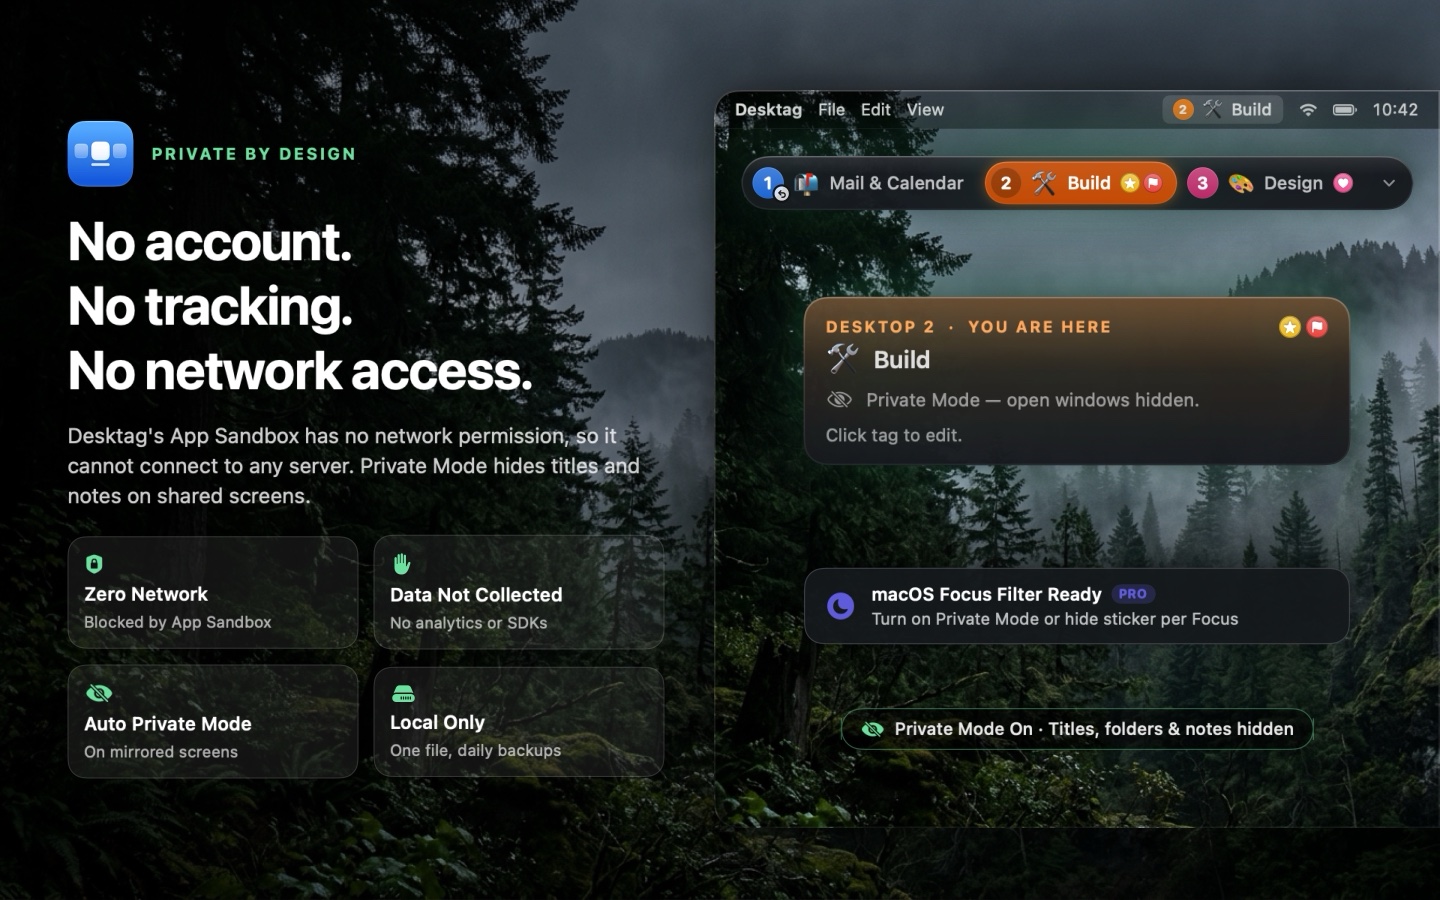 PRIVATE BY DESIGN
No account.
No tracking.
No network access.
Desktag's App Sandbox has no network permission, so it
cannot connect to any server. Private Mode hides titles and
notes on shared screens.
Zero Network
Blocked by App Sandbox
Data Not Collected
No analytics or SDKs
Auto Private Mode
On mirrored screens
Local Only
One file, daily backups
Desktag File Edit View 2 Build 10:42
1 Mail & Calendar 2 Build 3 Design
DESKTOP 2 · YOU ARE HERE
Build
Private Mode — open windows hidden.
Click tag to edit.
macOS Focus Filter Ready PRO
Turn on Private Mode or hide sticker per Focus
Private Mode On · Titles, folders & notes hidden